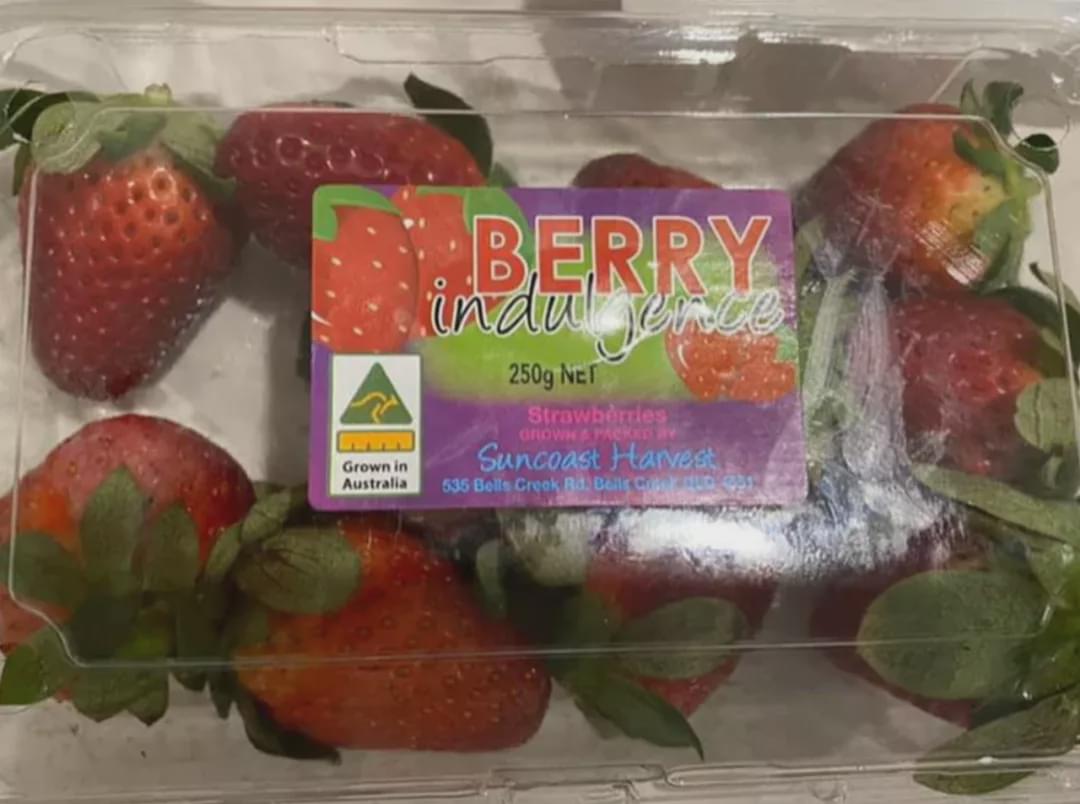 BERRY
indulgence
250g NET
Strawberries
GROWN & PACKED BY
Suncoast Harvest
535 Bells Creek Rd, Bells Creek QLD 4551
Grown in
Australia